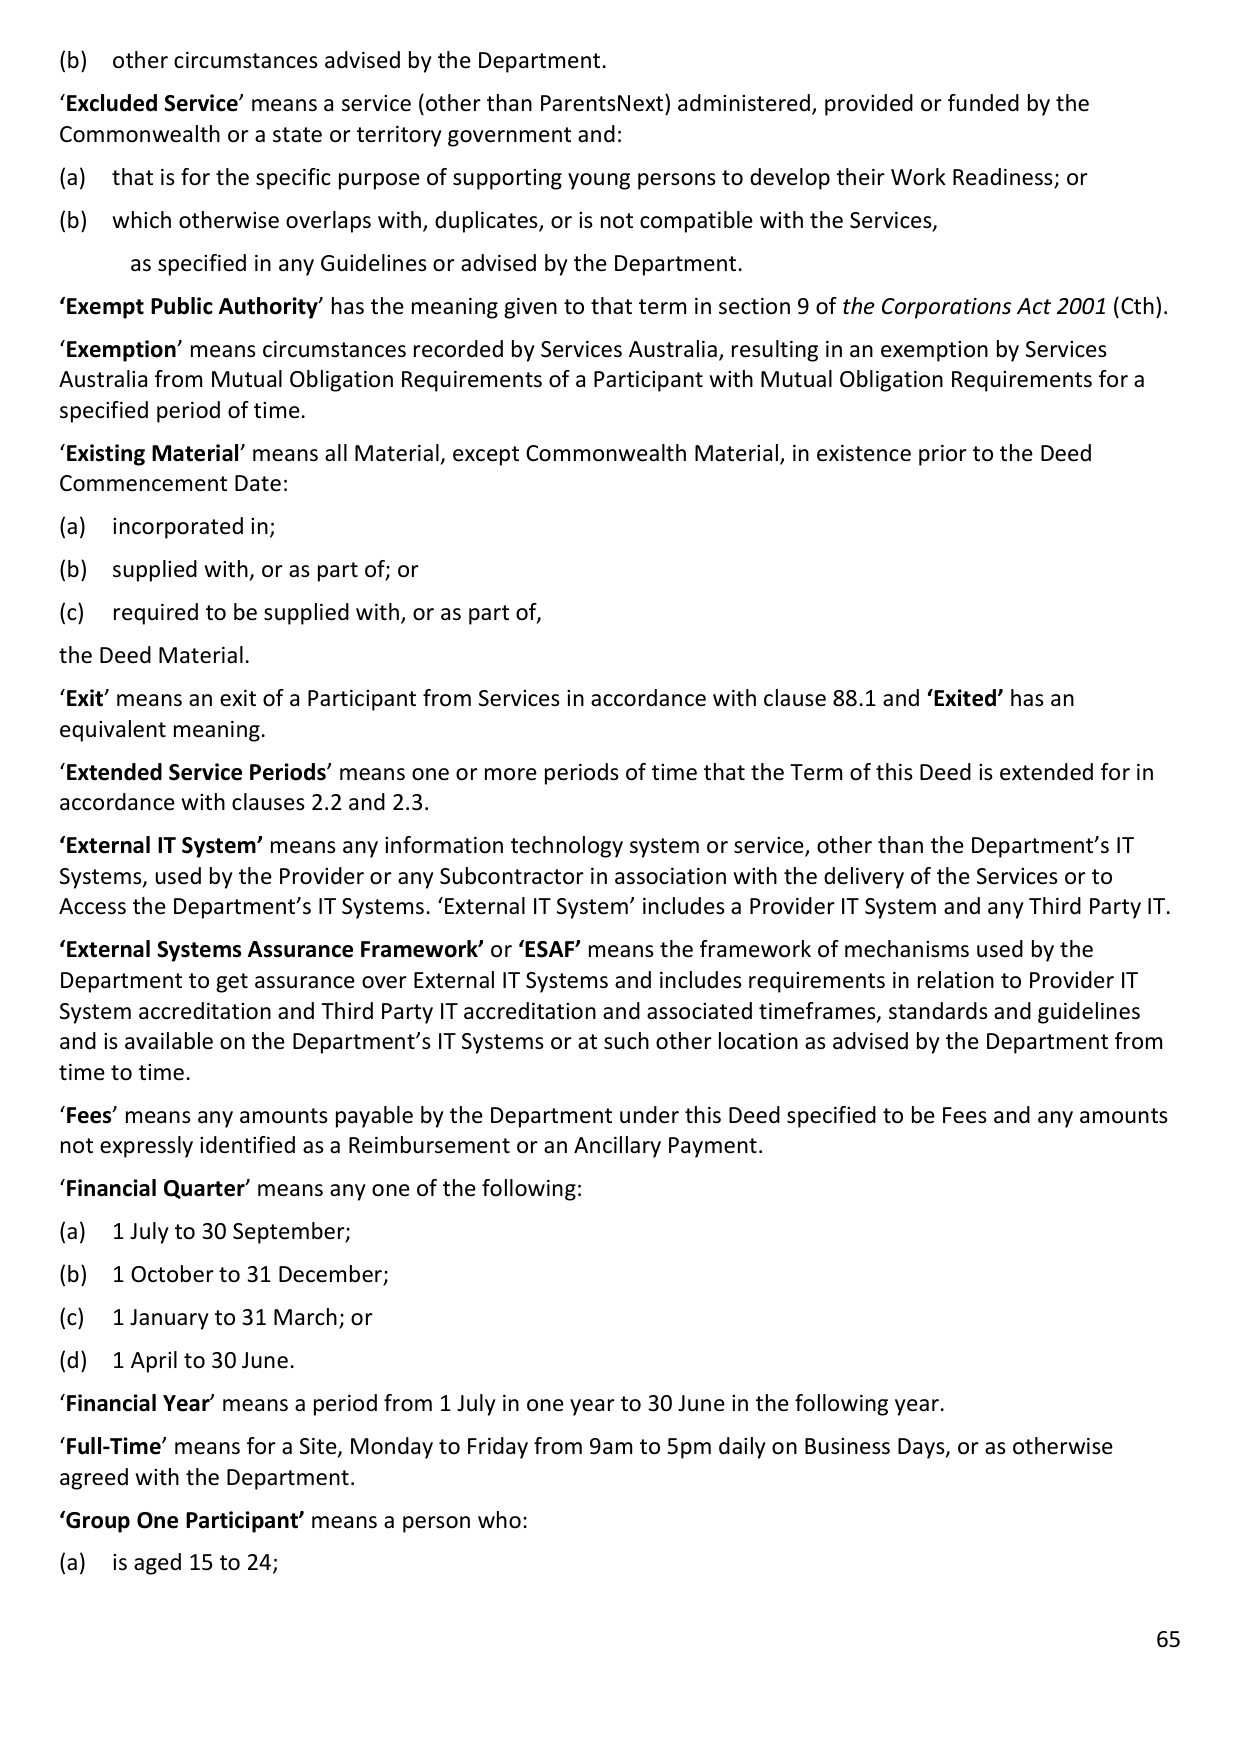 (b) other circumstances advised by the Department.
‘Excluded Service’ means a service (other than ParentsNext) administered, provided or funded by the
Commonwealth or a state or territory government and:
(a) that is for the specific purpose of supporting young persons to develop their Work Readiness; or
(b) which otherwise overlaps with, duplicates, or is not compatible with the Services,
as specified in any Guidelines or advised by the Department.
‘Exempt Public Authority’ has the meaning given to that term in section 9 of the Corporations Act 2001 (Cth).
‘Exemption’ means circumstances recorded by Services Australia, resulting in an exemption by Services
Australia from Mutual Obligation Requirements of a Participant with Mutual Obligation Requirements for a
specified period of time.
‘Existing Material’ means all Material, except Commonwealth Material, in existence prior to the Deed
Commencement Date:
(a) incorporated in;
(b) supplied with, or as part of; or
(c) required to be supplied with, or as part of,
the Deed Material.
‘Exit’ means an exit of a Participant from Services in accordance with clause 88.1 and ‘Exited’ has an
equivalent meaning.
‘Extended Service Periods’ means one or more periods of time that the Term of this Deed is extended for in
accordance with clauses 2.2 and 2.3.
‘External IT System’ means any information technology system or service, other than the Department’s IT
Systems, used by the Provider or any Subcontractor in association with the delivery of the Services or to
Access the Department’s IT Systems. ‘External IT System’ includes a Provider IT System and any Third Party IT.
‘External Systems Assurance Framework’ or ‘ESAF’ means the framework of mechanisms used by the
Department to get assurance over External IT Systems and includes requirements in relation to Provider IT
System accreditation and Third Party IT accreditation and associated timeframes, standards and guidelines
and is available on the Department’s IT Systems or at such other location as advised by the Department from
time to time.
‘Fees’ means any amounts payable by the Department under this Deed specified to be Fees and any amounts
not expressly identified as a Reimbursement or an Ancillary Payment.
‘Financial Quarter’ means any one of the following:
(a) 1 July to 30 September;
(b) 1 October to 31 December;
(c) 1 January to 31 March; or
(d) 1 April to 30 June.
‘Financial Year’ means a period from 1 July in one year to 30 June in the following year.
‘Full-Time’ means for a Site, Monday to Friday from 9am to 5pm daily on Business Days, or as otherwise
agreed with the Department.
‘Group One Participant’ means a person who:
(a) is aged 15 to 24;
65